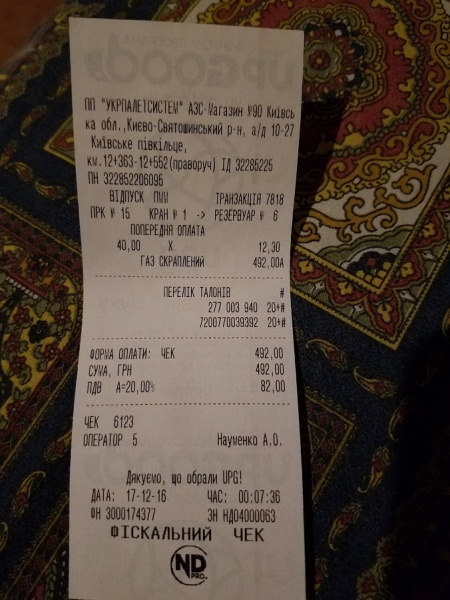 ПП "УКРПАЛЕТСИСТЕМ" АЗС-Магазин №90 Київсь
ка обл.,Києво-Святошинський р-н, а/д 10-27
Київське півкільце,
км.12+363-12+552(праворуч) ІД 32285225
ПН 322852206095
ВІДПУСК ПММ ТРАНЗАКЦІЯ 7818
ПРК № 15 КРАН № 1 -> РЕЗЕРВУАР № 6
ПОПЕРЕДНЯ ОПЛАТА
40,00 X 12,30
ГАЗ СКРАПЛЕНИЙ 492,00А
ПЕРЕЛІК ТАЛОНІВ #
277 003 940 20*#
7200770039392 20*#
ФОРМА ОПЛАТИ: ЧЕК 492,00
СУМА, ГРН 492,00
ПДВ А=20,00% 82,00
ЧЕК 6123
ОПЕРАТОР 5 Науменко А.О.
Дякуємо, що обрали UPG!
ДАТА: 17-12-16 ЧАС: 00:07:36
ФН 3000174377 ЗН НД04000063
ФІСКАЛЬНИЙ ЧЕК
ND
PRO